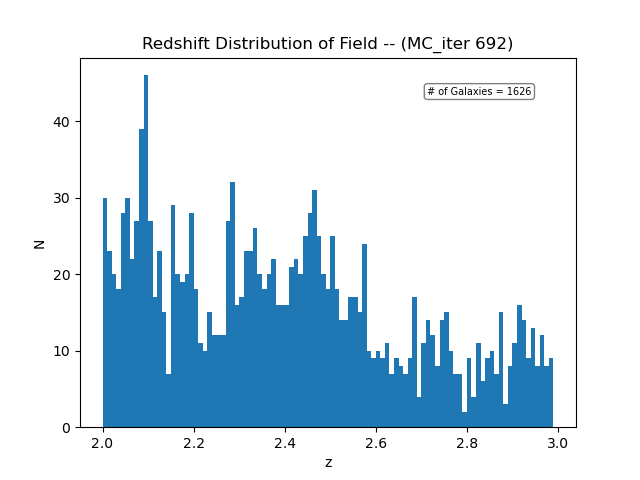 Redshift Distribution of Field -- (MC_iter 692)
# of Galaxies = 1626
N
40
30
20
10
0
2.0 2.2 2.4 2.6 2.8 3.0
z